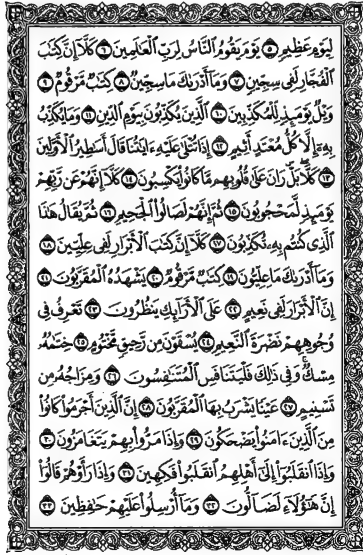 لِيَوْمٍ عَظِيمٍ ۝٥ يَوْمَ يَقُومُ النَّاسُ لِرَبِّ الْعَالَمِينَ ۝٦ كَلَّا إِنَّ كِتَابَ
الْفُجَّارِ لَفِي سِجِّينٍ ۝٧ وَمَا أَدْرَاكَ مَا سِجِّينٌ ۝٨ كِتَابٌ مَرْقُومٌ ۝٩
وَيْلٌ يَوْمَئِذٍ لِلْمُكَذِّبِينَ ۝١٠ الَّذِينَ يُكَذِّبُونَ بِيَوْمِ الدِّينِ ۝١١ وَمَا يُكَذِّبُ
بِهِ إِلَّا كُلُّ مُعْتَدٍ أَثِيمٍ ۝١٢ إِذَا تُتْلَى عَلَيْهِ آيَاتُنَا قَالَ أَسَاطِيرُ الْأَوَّلِينَ
۝١٣ كَلَّا بَلْ رَانَ عَلَى قُلُوبِهِمْ مَا كَانُوا يَكْسِبُونَ ۝١٤ كَلَّا إِنَّهُمْ عَنْ رَبِّهِمْ
يَوْمَئِذٍ لَمَحْجُوبُونَ ۝١٥ ثُمَّ إِنَّهُمْ لَصَالُوا الْجَحِيمِ ۝١٦ ثُمَّ يُقَالُ هَذَا
الَّذِي كُنْتُمْ بِهِ تُكَذِّبُونَ ۝١٧ كَلَّا إِنَّ كِتَابَ الْأَبْرَارِ لَفِي عِلِّيِّينَ ۝١٨
وَمَا أَدْرَاكَ مَا عِلِّيُّونَ ۝١٩ كِتَابٌ مَرْقُومٌ ۝٢٠ يَشْهَدُهُ الْمُقَرَّبُونَ ۝٢١
إِنَّ الْأَبْرَارَ لَفِي نَعِيمٍ ۝٢٢ عَلَى الْأَرَائِكِ يَنْظُرُونَ ۝٢٣ تَعْرِفُ فِي
وُجُوهِهِمْ نَضْرَةَ النَّعِيمِ ۝٢٤ يُسْقَوْنَ مِنْ رَحِيقٍ مَخْتُومٍ ۝٢٥ خِتَامُهُ
مِسْكٌ وَفِي ذَلِكَ فَلْيَتَنَافَسِ الْمُتَنَافِسُونَ ۝٢٦ وَمِزَاجُهُ مِنْ
تَسْنِيمٍ ۝٢٧ عَيْنًا يَشْرَبُ بِهَا الْمُقَرَّبُونَ ۝٢٨ إِنَّ الَّذِينَ أَجْرَمُوا كَانُوا
مِنَ الَّذِينَ آمَنُوا يَضْحَكُونَ ۝٢٩ وَإِذَا مَرُّوا بِهِمْ يَتَغَامَزُونَ ۝٣٠
وَإِذَا انْقَلَبُوا إِلَى أَهْلِهِمُ انْقَلَبُوا فَكِهِينَ ۝٣١ وَإِذَا رَأَوْهُمْ قَالُوا
إِنَّ هَؤُلَاءِ لَضَالُّونَ ۝٣٢ وَمَا أُرْسِلُوا عَلَيْهِمْ حَافِظِينَ ۝٣٣